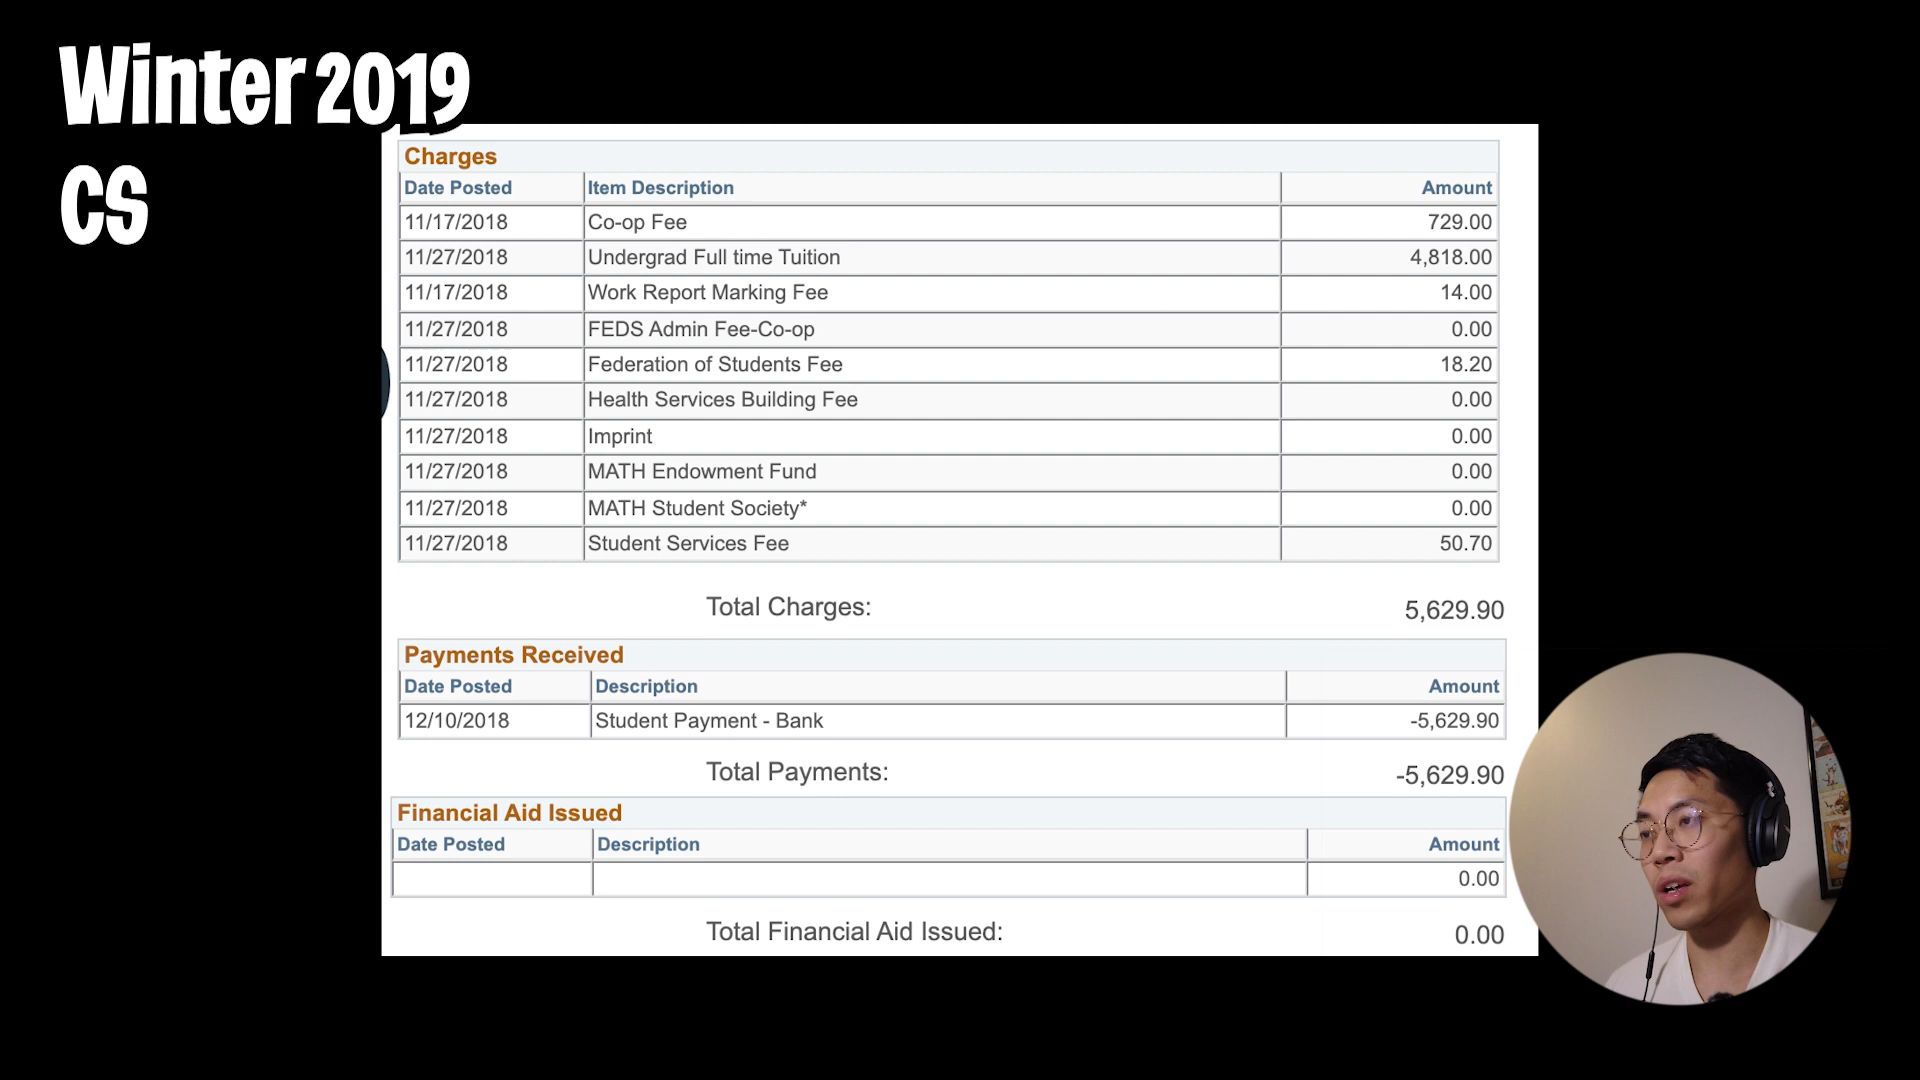 Winter 2019
CS
Charges
Date Posted Item Description Amount
11/17/2018 Co-op Fee 729.00
11/27/2018 Undergrad Full time Tuition 4,818.00
11/17/2018 Work Report Marking Fee 14.00
11/27/2018 FEDS Admin Fee-Co-op 0.00
11/27/2018 Federation of Students Fee 18.20
11/27/2018 Health Services Building Fee 0.00
11/27/2018 Imprint 0.00
11/27/2018 MATH Endowment Fund 0.00
11/27/2018 MATH Student Society* 0.00
11/27/2018 Student Services Fee 50.70
Total Charges: 5,629.90
Payments Received
Date Posted Description Amount
12/10/2018 Student Payment - Bank -5,629.90
Total Payments: -5,629.90
Financial Aid Issued
Date Posted Description Amount
0.00
Total Financial Aid Issued: 0.00